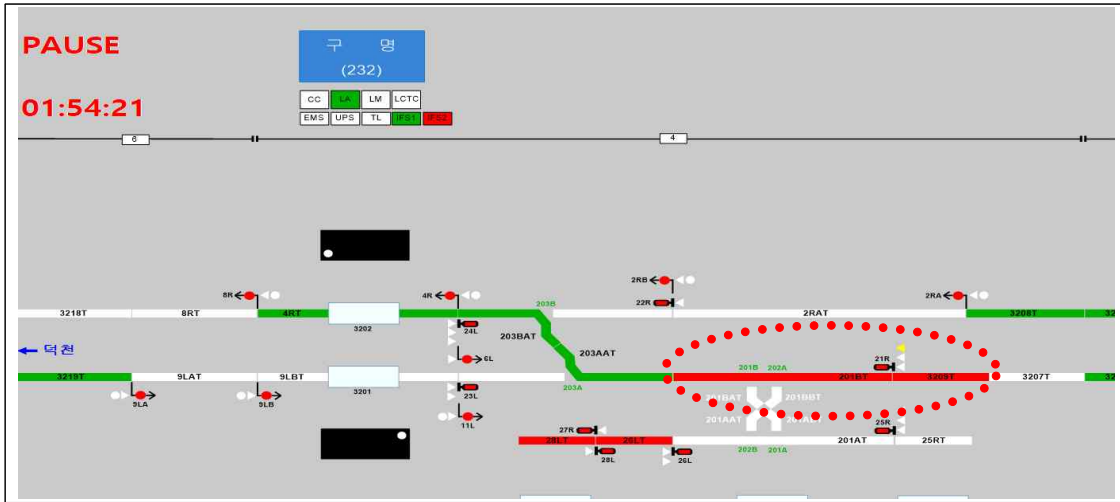 PAUSE
구 명
(232)
01:54:21
CC LA LM LCTC
EMS UPS TL IFS1 IFS2
6 4
2RB
8R 4R 2RA
22R
203B
3218T 8RT 4RT 2RAT 3208T
3202 24L
203BAT
203AAT
덕천
6L
21R
201B 202A
3219T 9LAT 9LBT 201BT 3209T 3207T
3201
203A
23L
9LA 9LB
201BBT
201AAT
11L
25R
27R
28LT 26LT 201AT 25RT
202B 201A
28L 26L